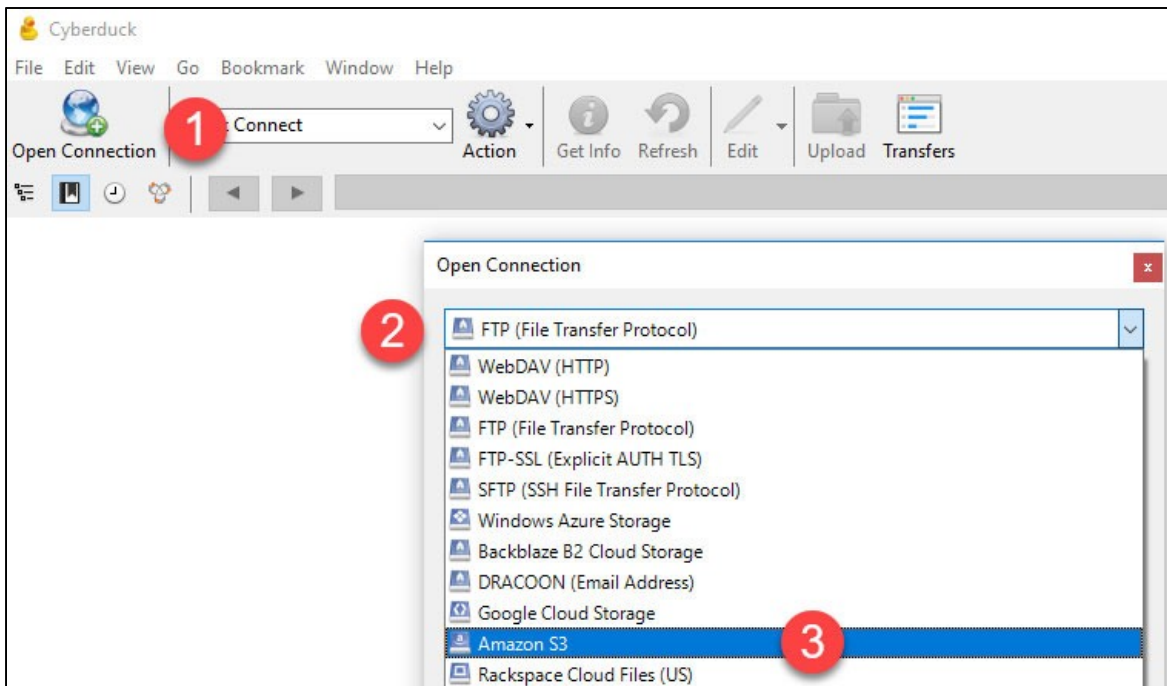 Cyberduck
File Edit View Go Bookmark Window Help
1
Connect
Open Connection
Action
Get Info
Refresh
Edit
Upload
Transfers
Open Connection
x
2
FTP (File Transfer Protocol)
WebDAV (HTTP)
WebDAV (HTTPS)
FTP (File Transfer Protocol)
FTP-SSL (Explicit AUTH TLS)
SFTP (SSH File Transfer Protocol)
Windows Azure Storage
Backblaze B2 Cloud Storage
DRACOON (Email Address)
Google Cloud Storage
Amazon S3
3
Rackspace Cloud Files (US)